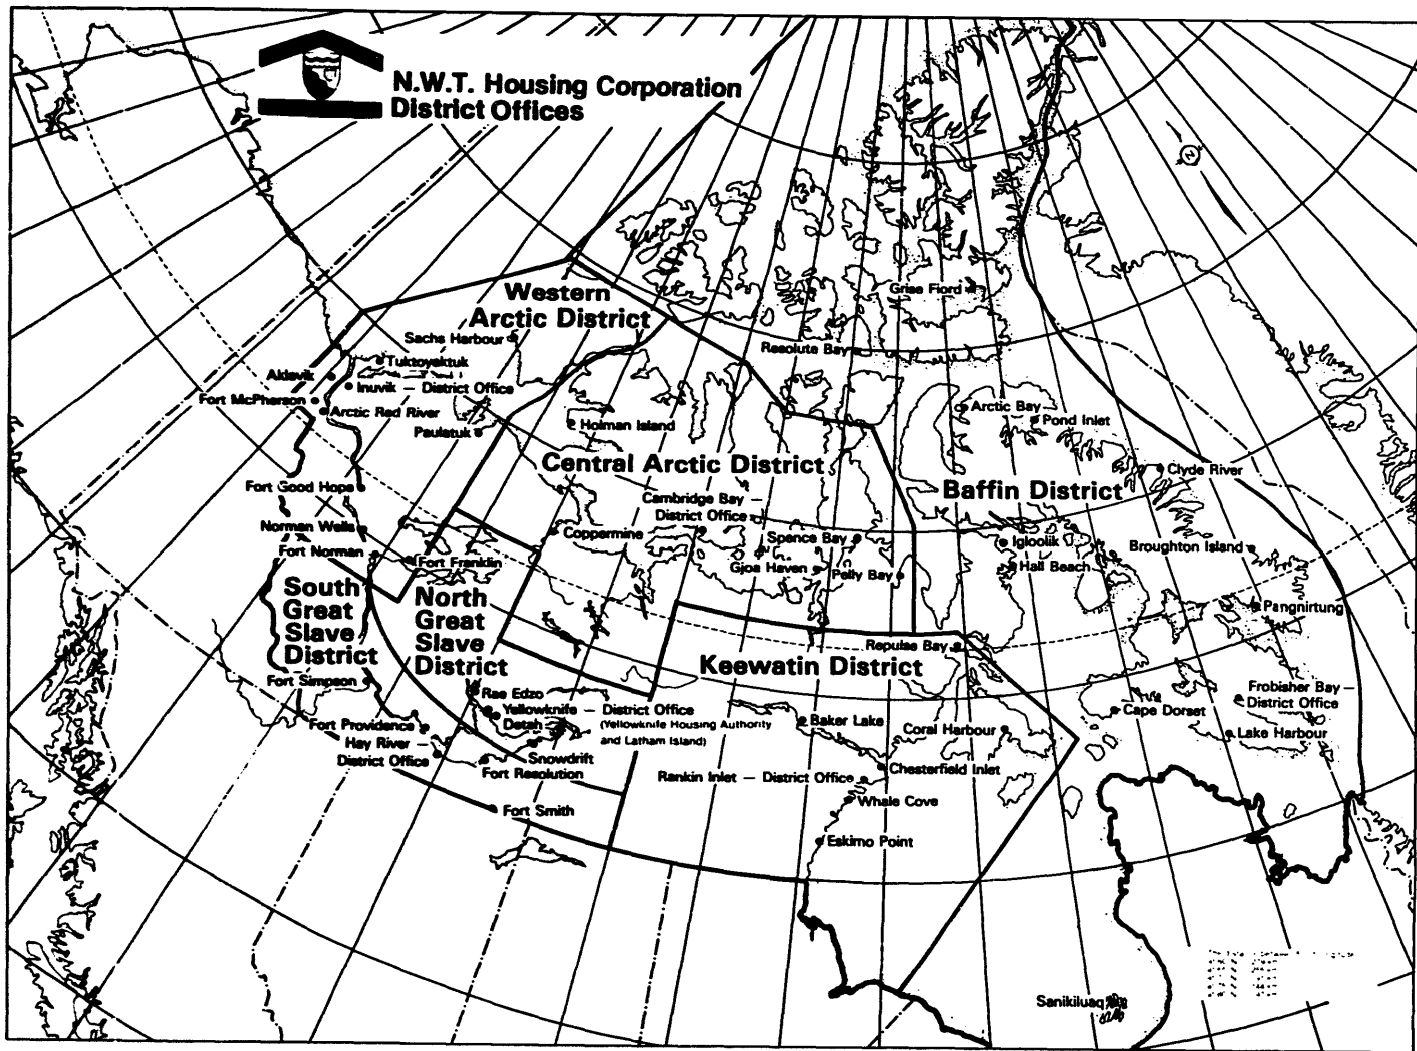 N.W.T. Housing Corporation
District Offices
Western
Arctic District
Sachs Harbour
Tuktoyaktuk
Aklavik
Inuvik — District Office
Fort McPherson
Arctic Red River
Paulatuk
Holman Island
Grise Fiord
Resolute Bay
Arctic Bay
Pond Inlet
Clyde River
Central Arctic District
Baffin District
Cambridge Bay —
District Office
Fort Good Hope
Norman Wells
Fort Norman
Fort Franklin
Coppermine
Spence Bay
Gjoa Haven
Pelly Bay
Igloolik
Hall Beach
Broughton Island
Pangnirtung
South
Great
Slave
District
North
Great
Slave
District
Repulse Bay
Keewatin District
Fort Simpson
Rae Edzo
Yellowknife — District Office
(Yellowknife Housing Authority
and Latham Island)
Detah
Fort Providence
Hay River —
District Office
Snowdrift
Fort Resolution
Fort Smith
Baker Lake
Coral Harbour
Chesterfield Inlet
Rankin Inlet — District Office
Whale Cove
Eskimo Point
Frobisher Bay —
District Office
Cape Dorset
Lake Harbour
Sanikiluaq